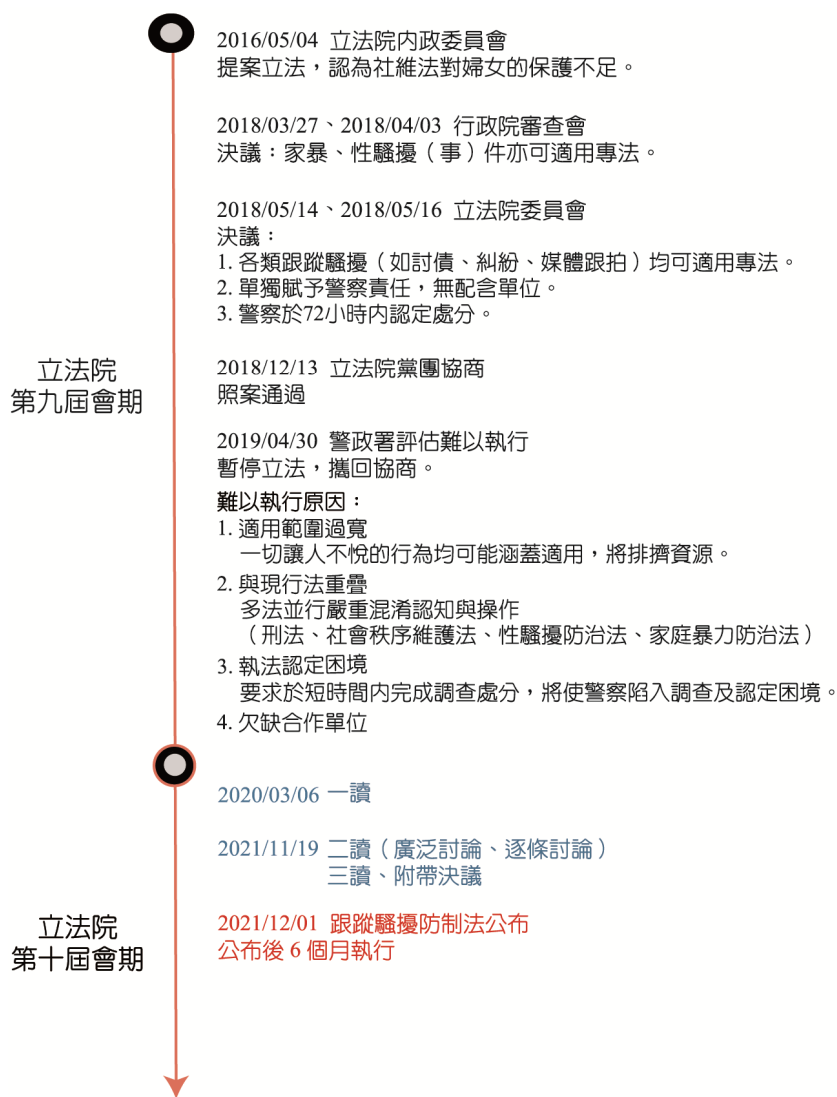 2016/05/04 立法院內政委員會
提案立法，認為社維法對婦女的保護不足。
2018/03/27、2018/04/03 行政院審查會
決議：家暴、性騷擾（事）件亦可適用專法。
2018/05/14、2018/05/16 立法院委員會
決議：
1. 各類跟蹤騷擾（如討債、糾紛、媒體跟拍）均可適用專法。
2. 單獨賦予警察責任，無配含單位。
3. 警察於72小時內認定處分。
立法院
第九屆會期
2018/12/13 立法院黨團協商
照案通過
2019/04/30 警政署評估難以執行
暫停立法，攜回協商。
難以執行原因：
1. 適用範圍過寬
一切讓人不悅的行為均可能涵蓋適用，將排擠資源。
2. 與現行法重疊
多法並行嚴重混淆認知與操作
（刑法、社會秩序維護法、性騷擾防治法、家庭暴力防治法）
3. 執法認定困境
要求於短時間內完成調查處分，將使警察陷入調查及認定困境。
4. 欠缺合作單位
2020/03/06 一讀
2021/11/19 二讀（廣泛討論、逐條討論）
三讀、附帶決議
立法院
第十屆會期
2021/12/01 跟蹤騷擾防制法公布
公布後 6 個月執行